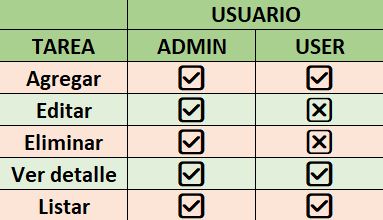 USUARIO
TAREA ADMIN USER
Agregar
Editar
Eliminar
Ver detalle
Listar